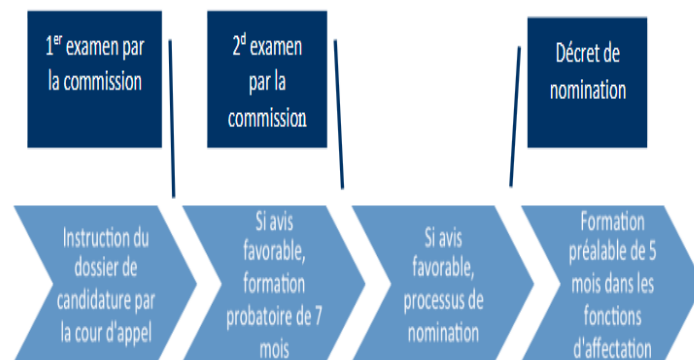 1er examen par
la commission
2d examen
par la
commission
Décret de
nomination
Instruction du
dossier de
candidature par
la cour d'appel
Si avis
favorable,
formation
probatoire de 7
mois
Si avis
favorable,
processus de
nomination
Formation
préalable de 5
mois dans les
fonctions
d'affectation